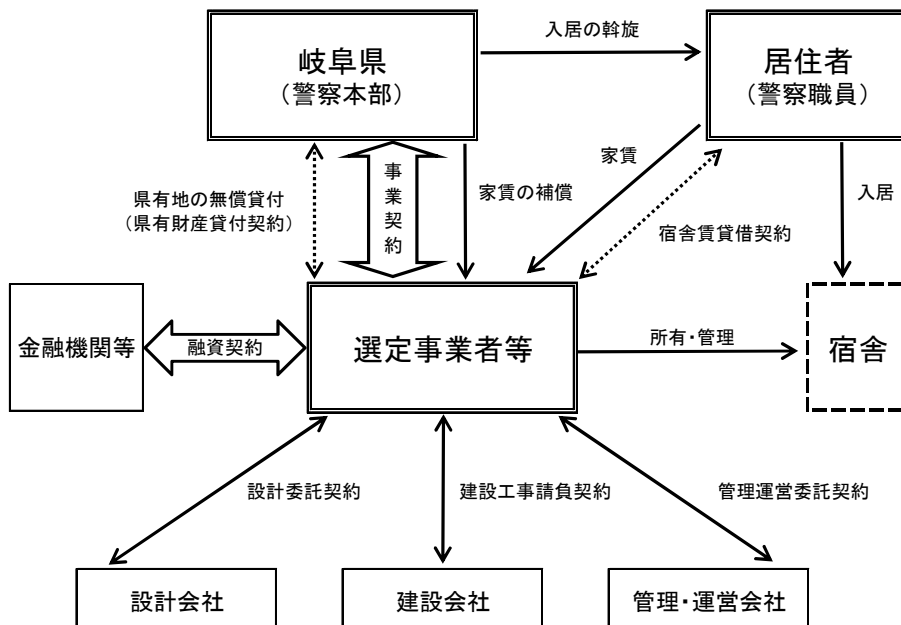 入居の斡旋
岐阜県
（警察本部）
居住者
（警察職員）
県有地の無償貸付
（県有財産貸付契約）
事業契約
家賃の補償
家賃
宿舎賃貸借契約
入居
金融機関等
融資契約
選定事業者等
所有・管理
宿舎
設計委託契約
建設工事請負契約
管理運営委託契約
設計会社
建設会社
管理・運営会社